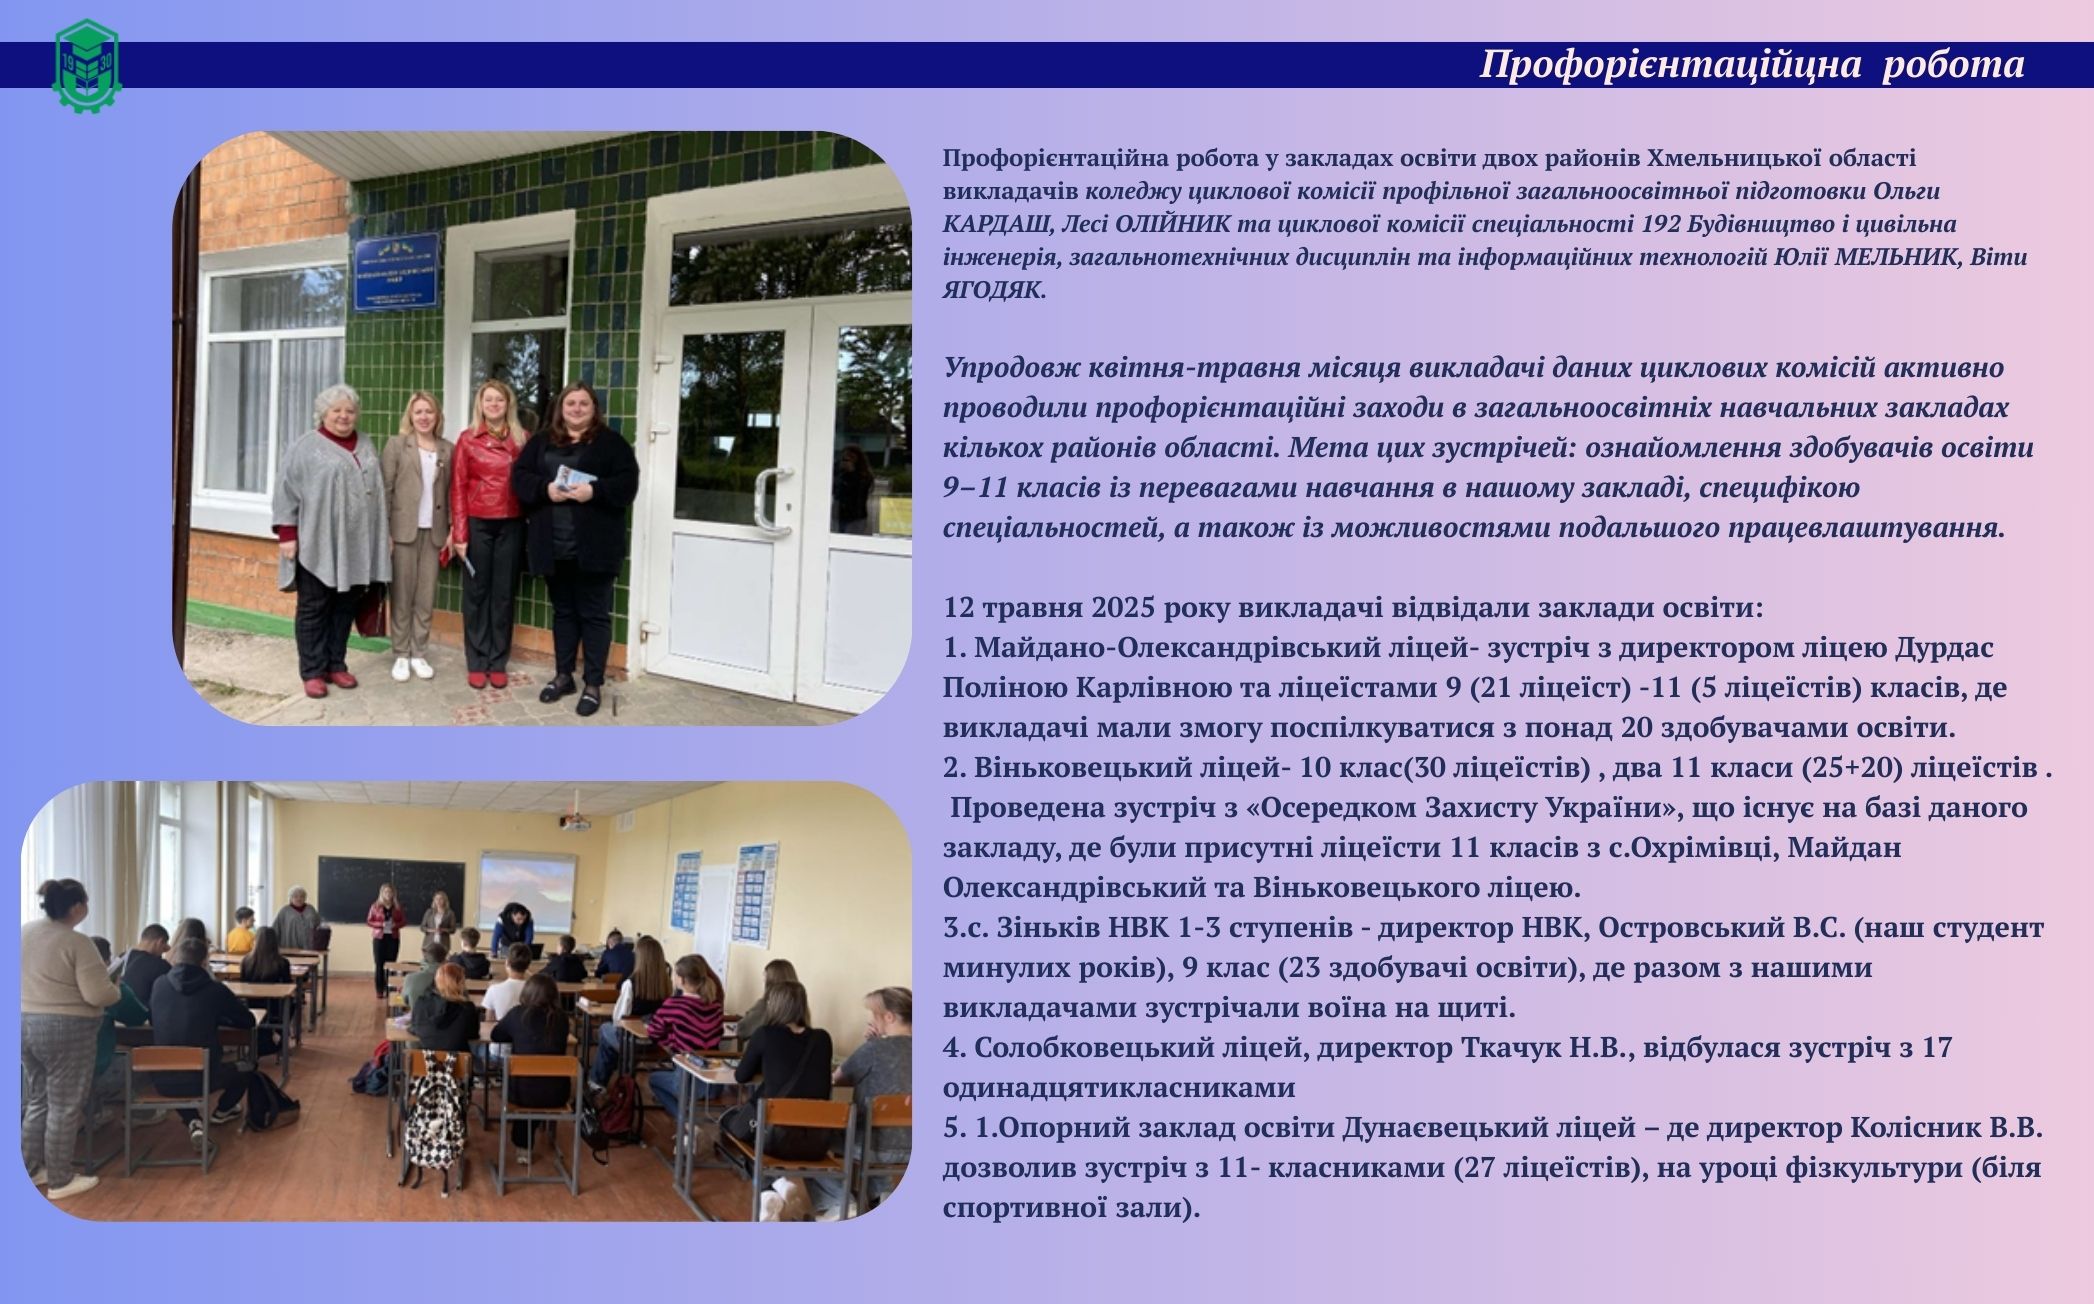 Профорієнтаційцна робота
19 30
Профорієнтаційна робота у закладах освіти двох районів Хмельницької області
викладачів коледжу циклової комісії профільної загальноосвітньої підготовки Ольги
КАРДАШ, Лесі ОЛІЙНИК та циклової комісії спеціальності 192 Будівництво і цивільна
інженерія, загальнотехнічних дисциплін та інформаційних технологій Юлії МЕЛЬНИК, Віти
ЯГОДЯК.
Упродовж квітня-травня місяця викладачі даних циклових комісій активно
проводили профорієнтаційні заходи в загальноосвітніх навчальних закладах
кількох районів області. Мета цих зустрічей: ознайомлення здобувачів освіти
9–11 класів із перевагами навчання в нашому закладі, специфікою
спеціальностей, а також із можливостями подальшого працевлаштування.
12 травня 2025 року викладачі відвідали заклади освіти:
1. Майдано-Олександрівський ліцей- зустріч з директором ліцею Дурдас
Поліною Карлівною та ліцеїстами 9 (21 ліцеїст) -11 (5 ліцеїстів) класів, де
викладачі мали змогу поспілкуватися з понад 20 здобувачами освіти.
2. Віньковецький ліцей- 10 клас(30 ліцеїстів) , два 11 класи (25+20) ліцеїстів .
Проведена зустріч з «Осередком Захисту України», що існує на базі даного
закладу, де були присутні ліцеїсти 11 класів з с.Охрімівці, Майдан
Олександрівський та Віньковецького ліцею.
3.с. Зіньків НВК 1-3 ступенів - директор НВК, Островський В.С. (наш студент
минулих років), 9 клас (23 здобувачі освіти), де разом з нашими
викладачами зустрічали воїна на щиті.
4. Солобковецький ліцей, директор Ткачук Н.В., відбулася зустріч з 17
одинадцятикласниками
5. 1.Опорний заклад освіти Дунаєвецький ліцей – де директор Колісник В.В.
дозволив зустріч з 11- класниками (27 ліцеїстів), на уроці фізкультури (біля
спортивної зали).